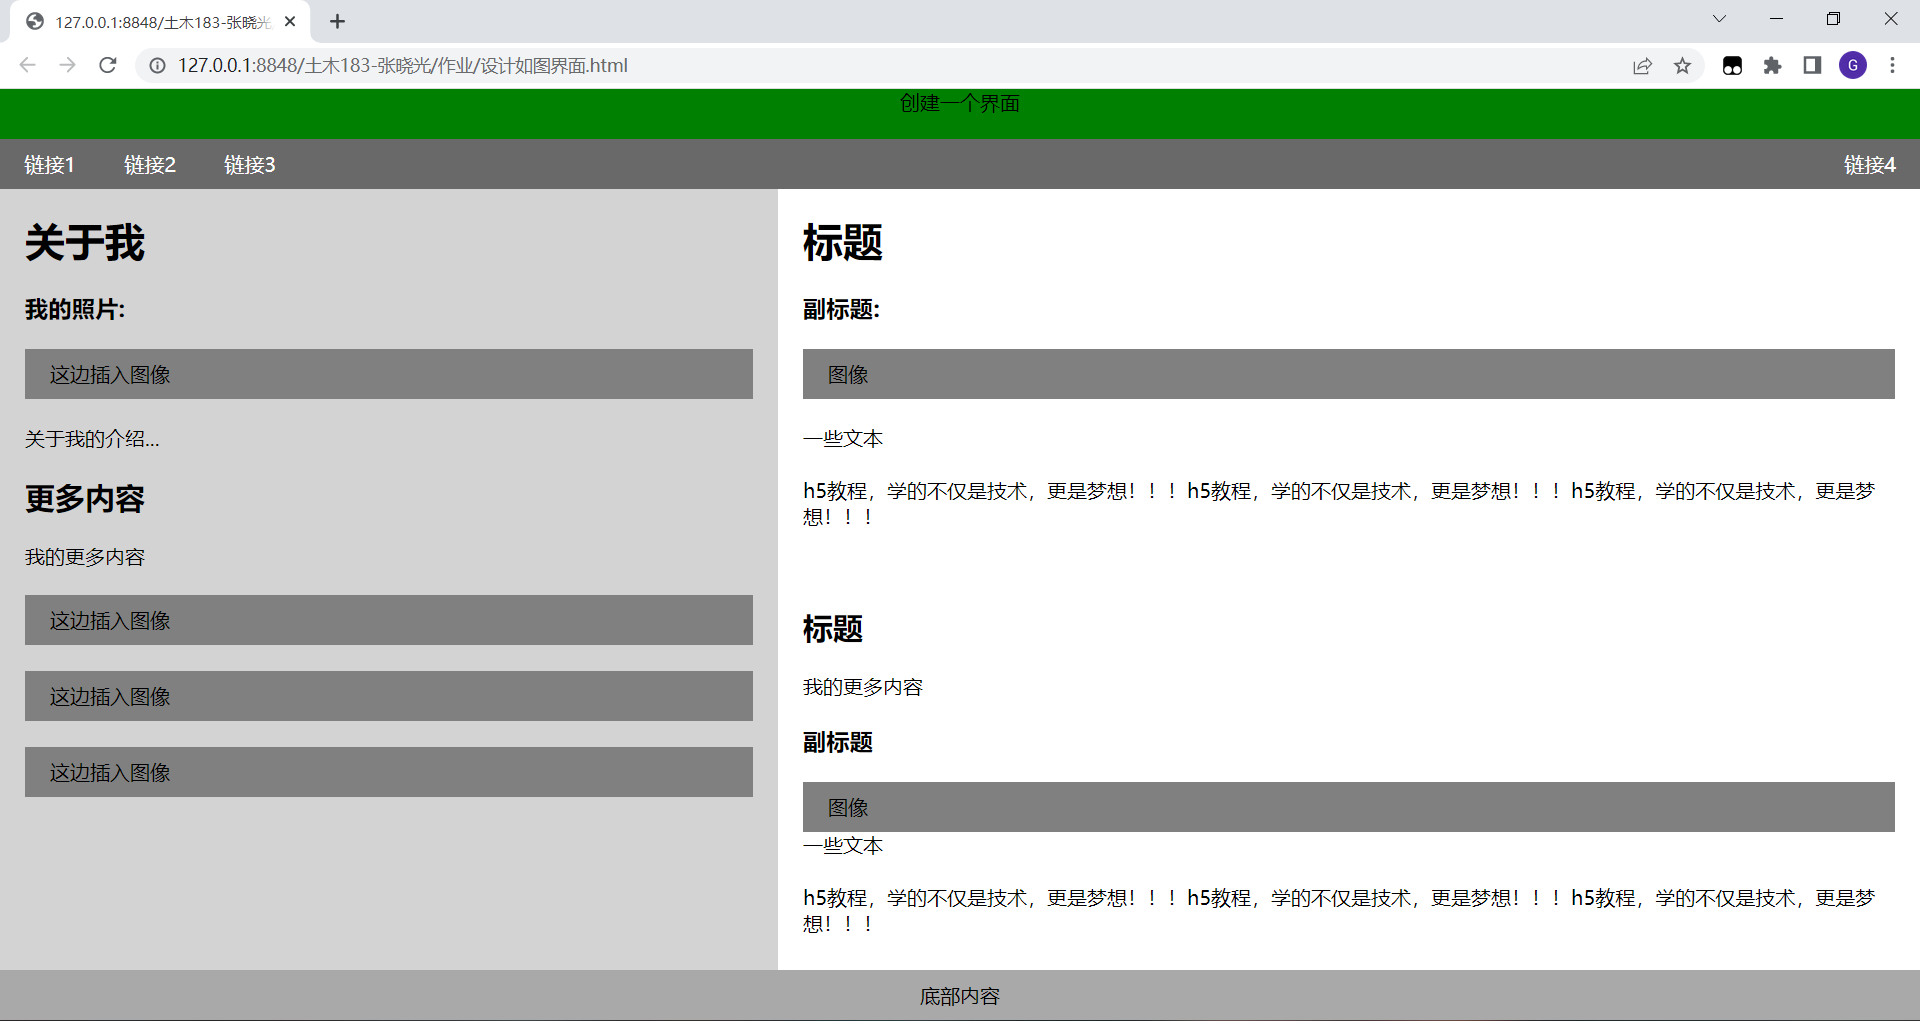 127.0.0.1:8848/土木183-张晓光
127.0.0.1:8848/土木183-张晓光/作业/设计如图界面.html
G
创建一个界面
链接1 链接2 链接3 链接4
关于我
我的照片:
这边插入图像
关于我的介绍...
更多内容
我的更多内容
这边插入图像
这边插入图像
这边插入图像
标题
副标题:
图像
一些文本
h5教程，学的不仅是技术，更是梦想！！！h5教程，学的不仅是技术，更是梦想！！！h5教程，学的不仅是技术，更是梦
想！！！
标题
我的更多内容
副标题
图像
一些文本
h5教程，学的不仅是技术，更是梦想！！！h5教程，学的不仅是技术，更是梦想！！！h5教程，学的不仅是技术，更是梦
想！！！
底部内容